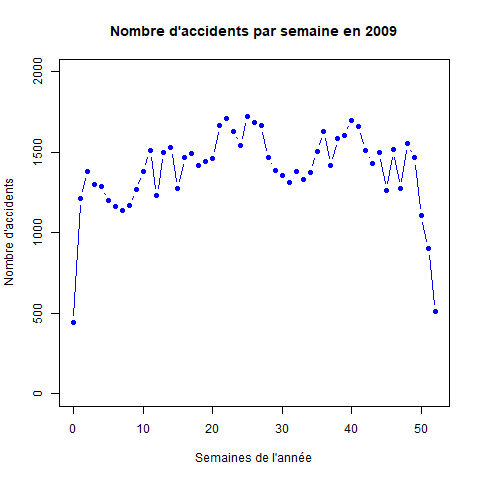 Nombre d'accidents par semaine en 2009
Nombre d'accidents
2000
1500
1000
500
0
0 10 20 30 40 50
Semaines de l'année